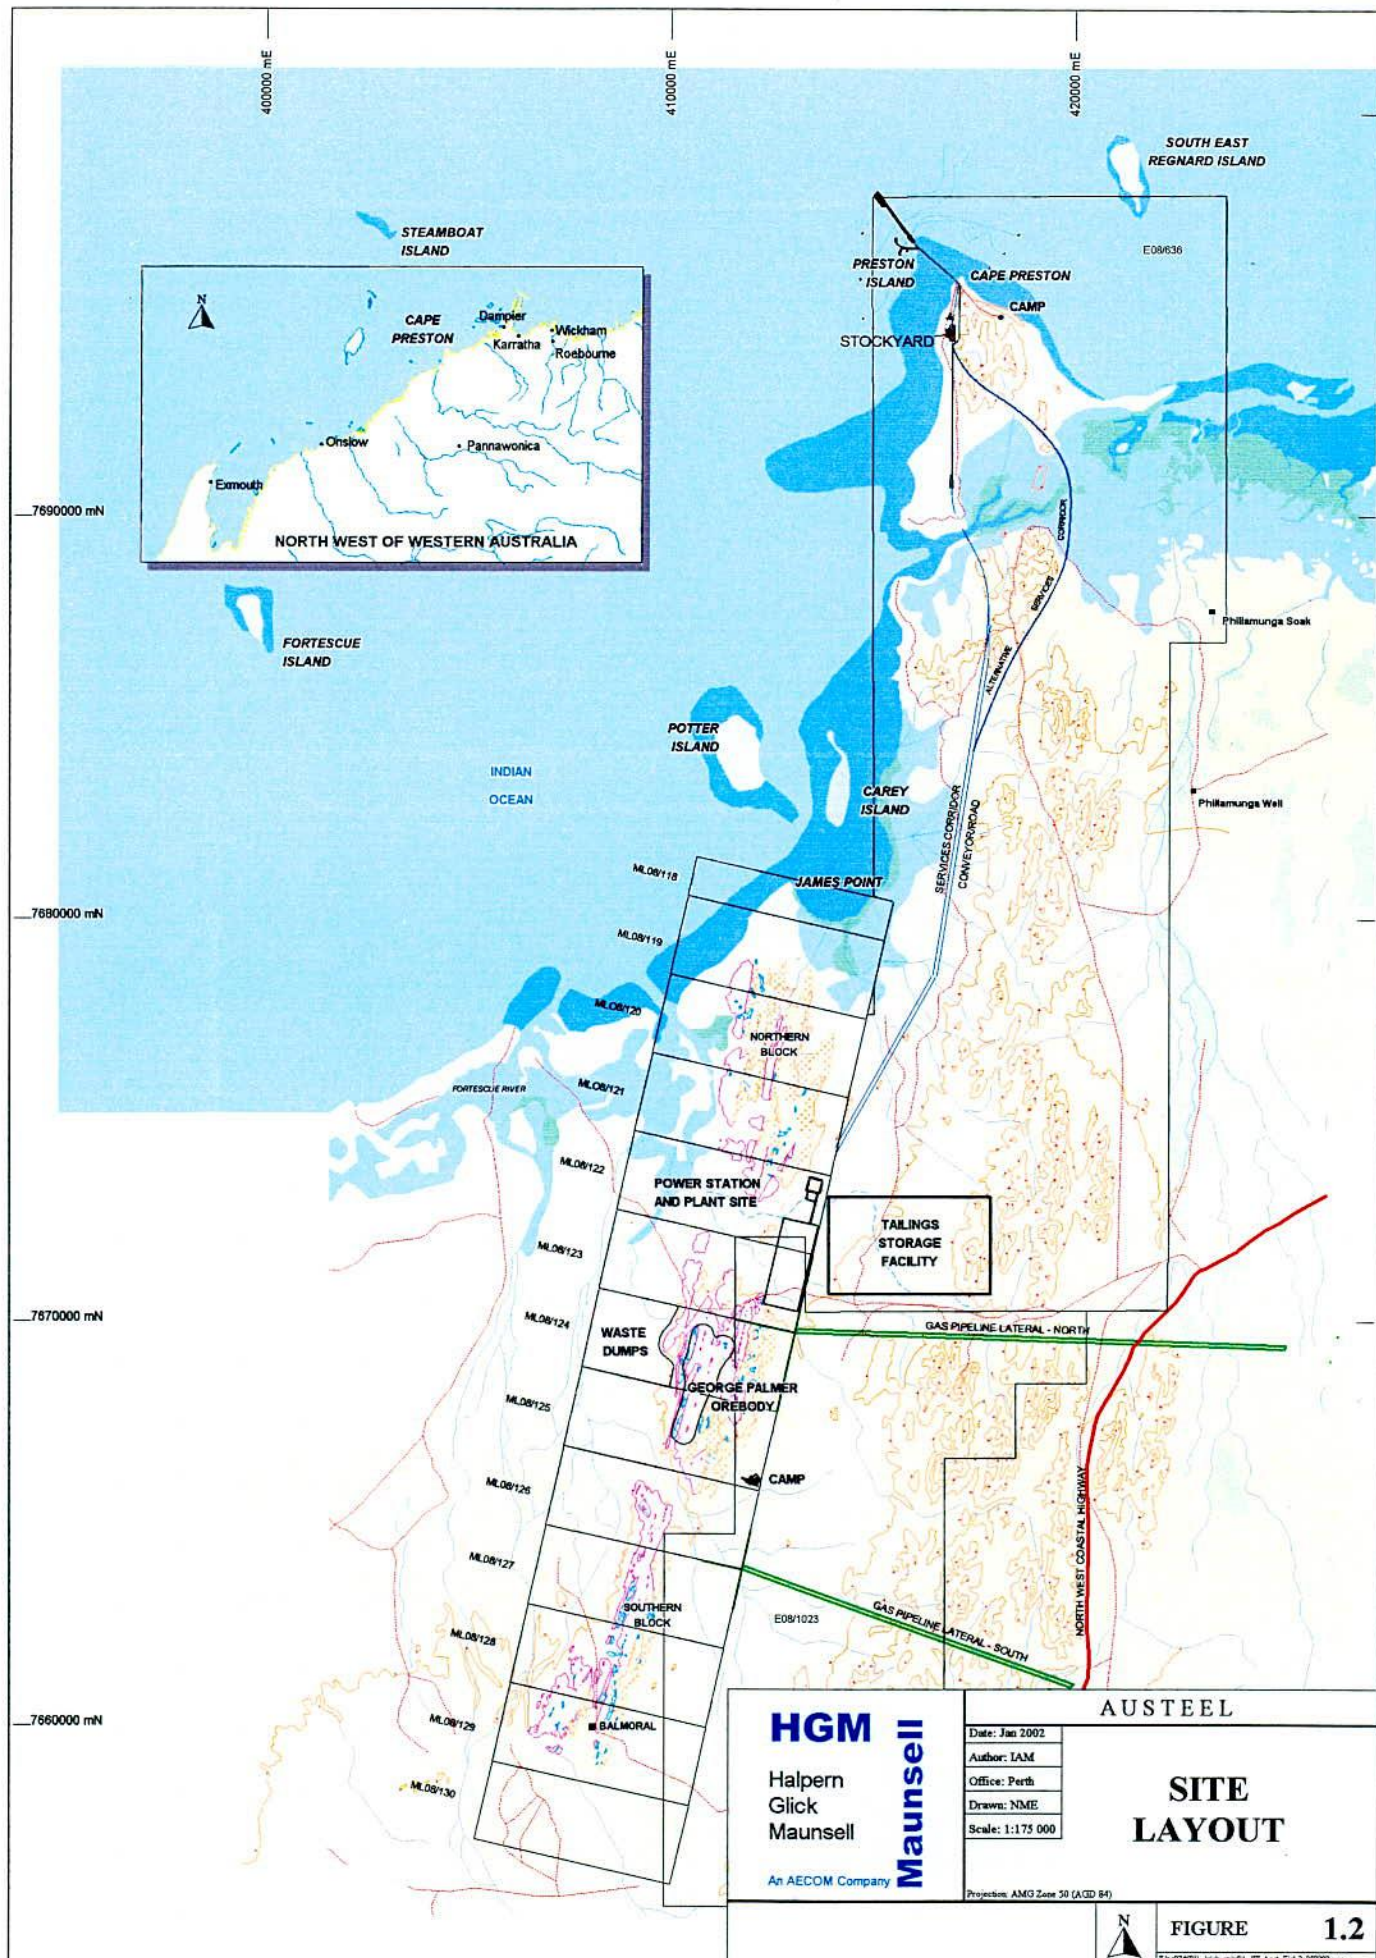 400000 mE
410000 mE
420000 mE
SOUTH EAST
REGNARD ISLAND
E08/636
STEAMBOAT
ISLAND
PRESTON
ISLAND
CAPE PRESTON
CAMP
STOCKYARD
N
CAPE
PRESTON
Dampier
Karratha
Wickham
Roebourne
Onslow
Pannawonica
Exmouth
NORTH WEST OF WESTERN AUSTRALIA
7690000 mN
CORRIDOR
SERVICES
ALTERNATIVE
Phillamunga Soak
FORTESCUE
ISLAND
POTTER
ISLAND
INDIAN
OCEAN
CAREY
ISLAND
SERVICES CORRIDOR
CONVEYOR/ROAD
Phillamunga Well
JAMES POINT
ML08/118
7680000 mN
ML08/119
ML08/120
NORTHERN
BLOCK
FORTESCUE RIVER
ML08/121
ML08/122
POWER STATION
AND PLANT SITE
TAILINGS
STORAGE
FACILITY
ML08/123
7670000 mN
ML08/124
WASTE
DUMPS
GAS PIPELINE LATERAL - NORTH
GEORGE PALMER
OREBODY
ML08/125
CAMP
ML08/126
NORTH WEST COASTAL HIGHWAY
ML08/127
SOUTHERN
BLOCK
E08/1023
GAS PIPELINE LATERAL - SOUTH
ML08/128
7660000 mN
ML08/129
BALMORAL
ML08/130
HGM
Halpern
Glick
Maunsell
Maunsell
An AECOM Company
AUSTEEL
Date: Jan 2002
Author: IAM
Office: Perth
Drawn: NME
Scale: 1:175 000
SITE
LAYOUT
Projection: AMG Zone 50 (AGD 84)
N
FIGURE 1.2